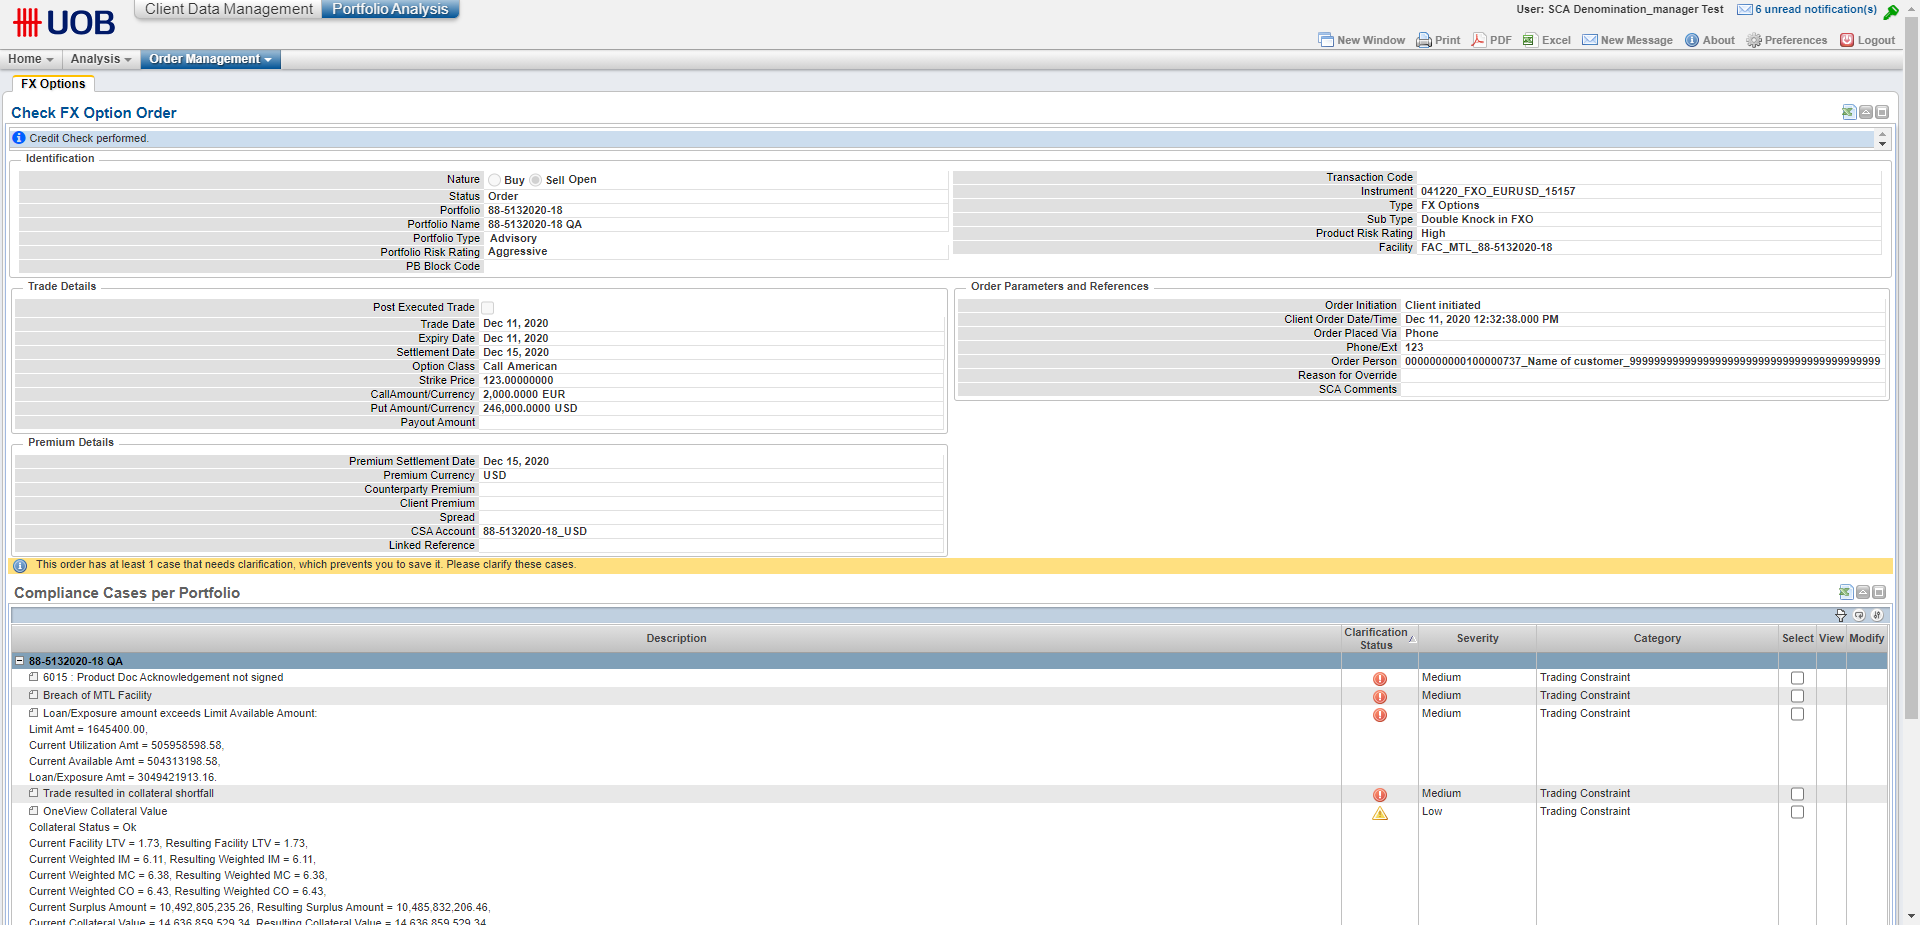 UOB
Client Data Management
Portfolio Analysis
User: SCA Denomination_manager Test
6 unread notification(s)
New Window
Print
PDF
Excel
New Message
About
Preferences
Logout
Home
Analysis
Order Management
FX Options
Check FX Option Order
Credit Check performed.
Identification
Nature Buy Sell Open
Status Order
Portfolio 88-5132020-18
Portfolio Name 88-5132020-18 QA
Portfolio Type Advisory
Portfolio Risk Rating Aggressive
PB Block Code
Transaction Code
Instrument 041220_FXO_EURUSD_15157
Type FX Options
Sub Type Double Knock in FXO
Product Risk Rating High
Facility FAC_MTL_88-5132020-18
Trade Details
Post Executed Trade
Trade Date Dec 11, 2020
Expiry Date Dec 11, 2020
Settlement Date Dec 15, 2020
Option Class Call American
Strike Price 123.00000000
CallAmount/Currency 2,000.0000 EUR
Put Amount/Currency 246,000.0000 USD
Payout Amount
Order Parameters and References
Order Initiation Client initiated
Client Order Date/Time Dec 11, 2020 12:32:38.000 PM
Order Placed Via Phone
Phone/Ext 123
Order Person
Reason for Override
SCA Comments
Premium Details
Premium Settlement Date Dec 15, 2020
Premium Currency USD
Counterparty Premium
Client Premium
Spread
CSA Account 88-5132020-18_USD
Linked Reference
This order has at least 1 case that needs clarification, which prevents you to save it. Please clarify these cases.
Compliance Cases per Portfolio
Description Clarification Status Severity Category Select View Modify
88-5132020-18 QA
6015 : Product Doc Acknowledgement not signed Medium Trading Constraint
Breach of MTL Facility Medium Trading Constraint
Loan/Exposure amount exceeds Limit Available Amount: Medium Trading Constraint
Limit Amt = 1645400.00,
Current Utilization Amt = 505958598.58,
Current Available Amt = 504313198.58,
Loan/Exposure Amt = 3049421913.16.
Trade resulted in collateral shortfall Medium Trading Constraint
OneView Collateral Value Low Trading Constraint
Collateral Status = Ok
Current Facility LTV = 1.73, Resulting Facility LTV = 1.73,
Current Weighted IM = 6.11, Resulting Weighted IM = 6.11,
Current Weighted MC = 6.38, Resulting Weighted MC = 6.38,
Current Weighted CO = 6.43, Resulting Weighted CO = 6.43,
Current Surplus Amount = 10,492,805,235.26, Resulting Surplus Amount = 10,485,832,206.46,
Current Collateral Value = 14,636,859,529.34, Resulting Collateral Value = 14,636,859,529.34